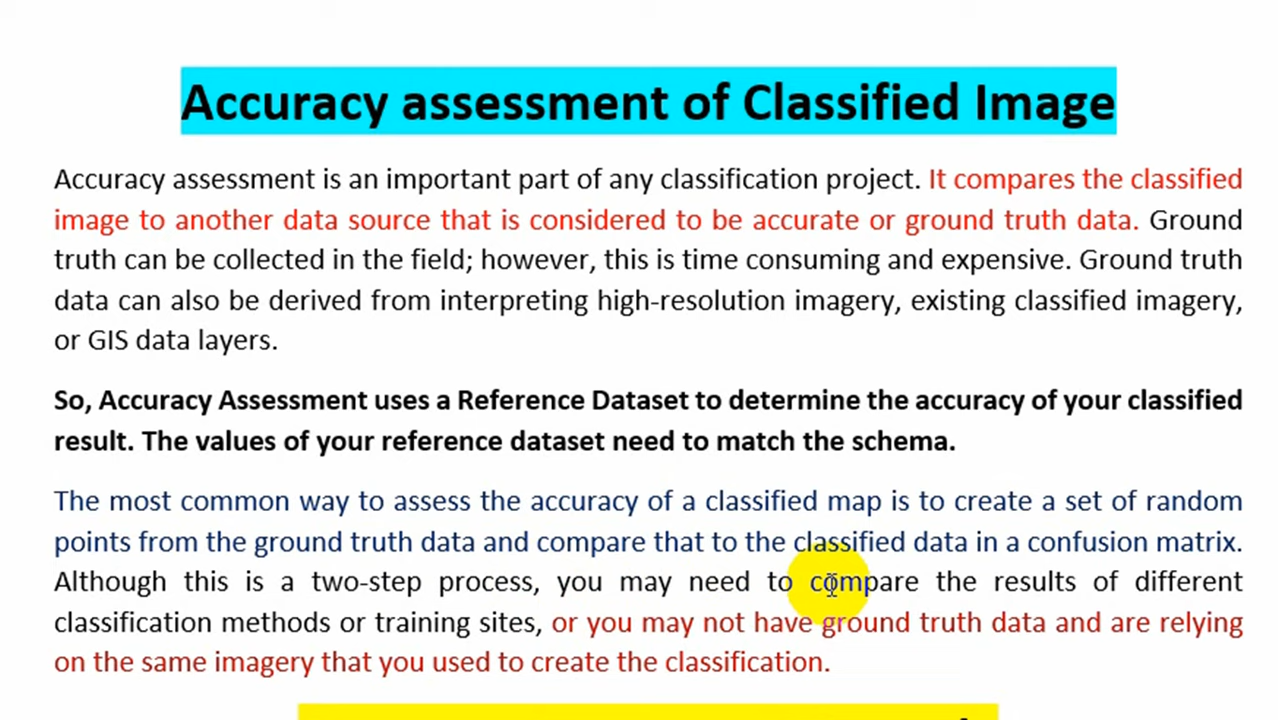 Accuracy assessment of Classified Image
Accuracy assessment is an important part of any classification project. It compares the classified
image to another data source that is considered to be accurate or ground truth data. Ground
truth can be collected in the field; however, this is time consuming and expensive. Ground truth
data can also be derived from interpreting high-resolution imagery, existing classified imagery,
or GIS data layers.
So, Accuracy Assessment uses a Reference Dataset to determine the accuracy of your classified
result. The values of your reference dataset need to match the schema.
The most common way to assess the accuracy of a classified map is to create a set of random
points from the ground truth data and compare that to the classified data in a confusion matrix.
Although this is a two-step process, you may need to compare the results of different
classification methods or training sites, or you may not have ground truth data and are relying
on the same imagery that you used to create the classification.